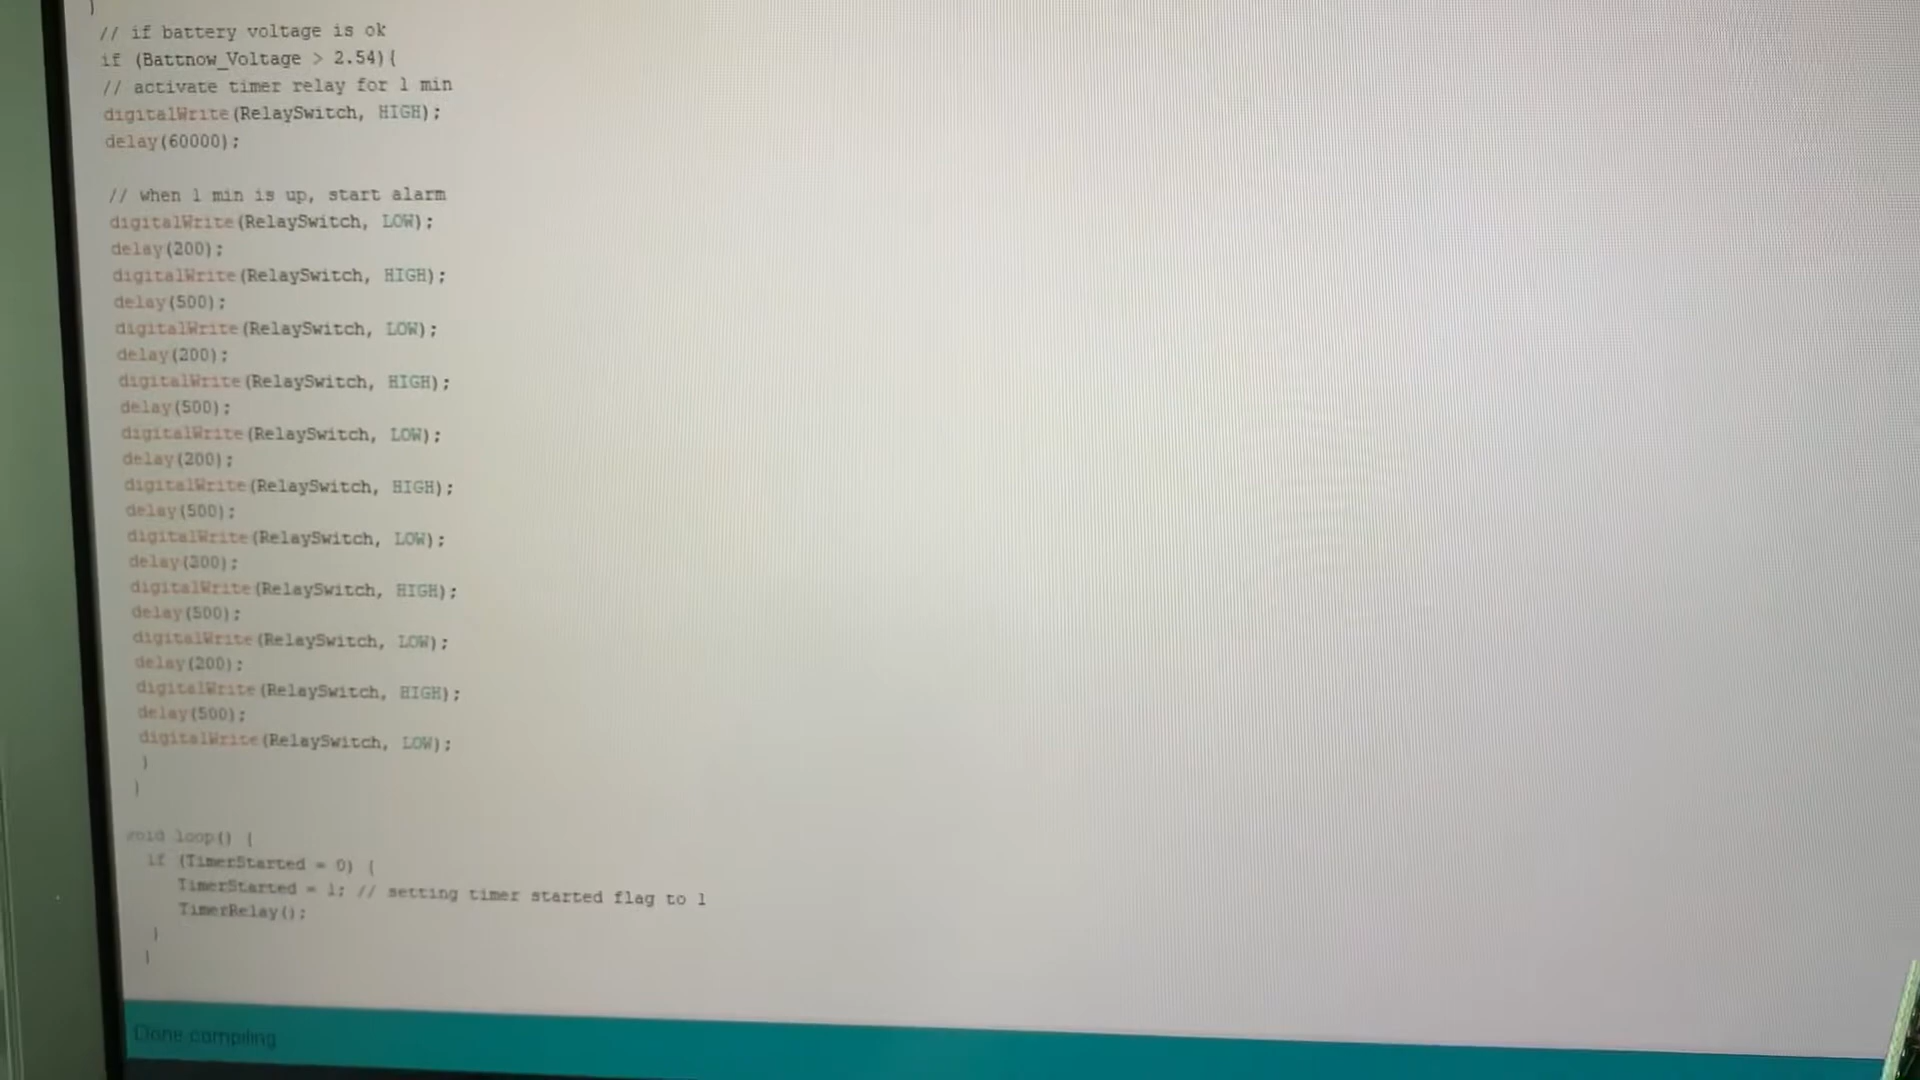 }
// if battery voltage is ok
if (Battnow_Voltage > 2.54){
// activate timer relay for 1 min
digitalWrite(RelaySwitch, HIGH);
delay(60000);
// when 1 min is up, start alarm
digitalWrite(RelaySwitch, LOW);
delay(200);
digitalWrite(RelaySwitch, HIGH);
delay(500);
digitalWrite(RelaySwitch, LOW);
delay(200);
digitalWrite(RelaySwitch, HIGH);
delay(500);
digitalWrite(RelaySwitch, LOW);
delay(200);
digitalWrite(RelaySwitch, HIGH);
delay(500);
digitalWrite(RelaySwitch, LOW);
delay(200);
digitalWrite(RelaySwitch, HIGH);
delay(500);
digitalWrite(RelaySwitch, LOW);
delay(200);
digitalWrite(RelaySwitch, HIGH);
delay(500);
digitalWrite(RelaySwitch, LOW);
}
}
void loop() {
if (TimerStarted = 0) {
TimerStarted = 1; // setting timer started flag to 1
TimerRelay();
}
}
Done compiling